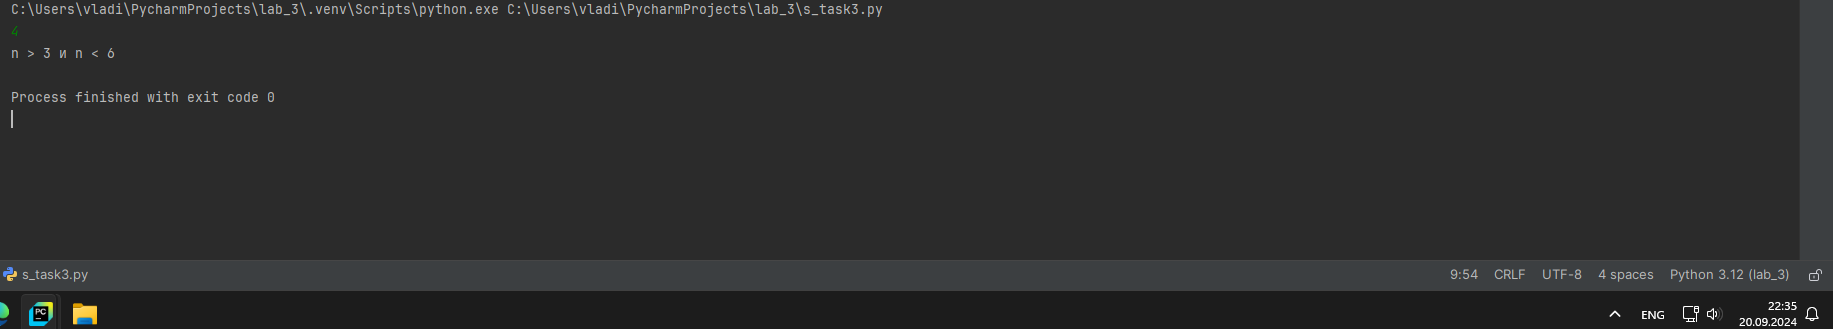 C:\Users\vladi\PycharmProjects\lab_3\.venv\Scripts\python.exe C:\Users\vladi\PycharmProjects\lab_3\s_task3.py
4
n > 3 и n < 6
Process finished with exit code 0
s_task3.py 9:54 CRLF UTF-8 4 spaces Python 3.12 (lab_3)
PC ENG 22:35
20.09.2024